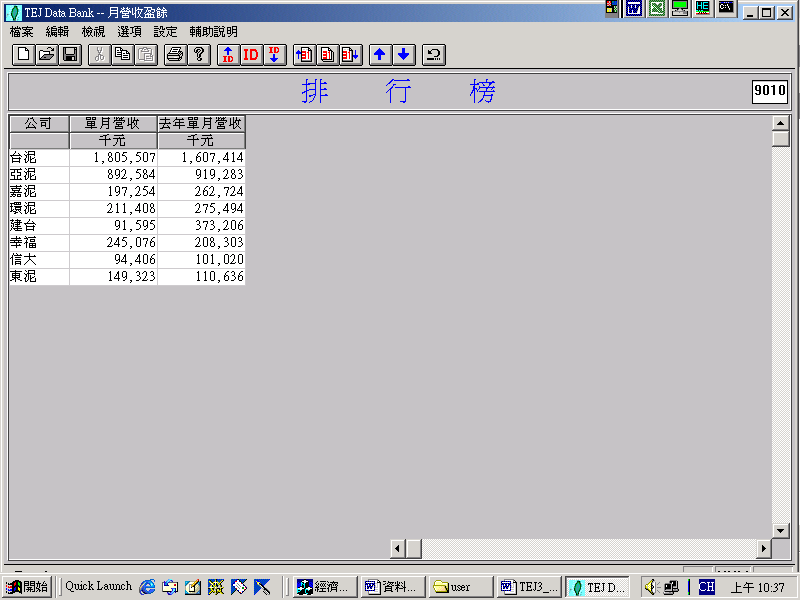 TEJ Data Bank -- 月營收盈餘
檔案 編輯 檢視 選項 設定 輔助說明
ID ID ID
排 行 榜 9010
公司 單月營收 去年單月營收
千元 千元
台泥 1,805,507 1,607,414
亞泥 892,584 919,283
嘉泥 197,254 262,724
環泥 211,408 275,494
建台 91,595 373,206
幸福 245,076 208,303
信大 94,406 101,020
東泥 149,323 110,636
開始 Quick Launch 經濟... 資料... user TEJ3_... TEJ D... CH 上午 10:37